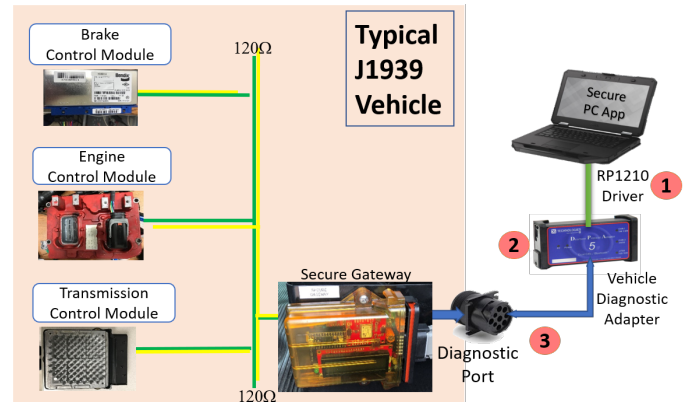 Brake
Control Module
120Ω
Typical
J1939
Vehicle
Secure
PC App
Engine
Control Module
RP1210
Driver
1
2
5
Secure Gateway
Transmission
Control Module
Vehicle
Diagnostic
Adapter
3
Diagnostic
Port
120Ω